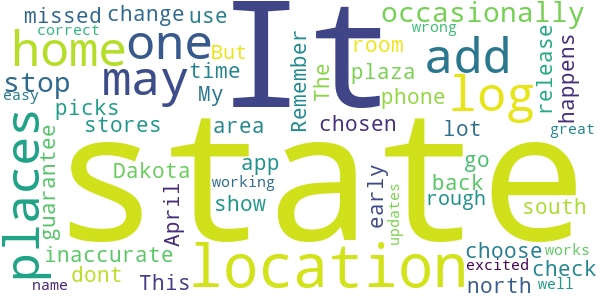 missed change use occasionally
correct
wrong
home one But room It add release happens
stop may time plaza log
easy My The phone Remember
picks
stores area chosen lot great
places guarantee state
Dakota app go
working back
April show early rough south
updates
inaccurate location choose works
dont excited check
name This north well